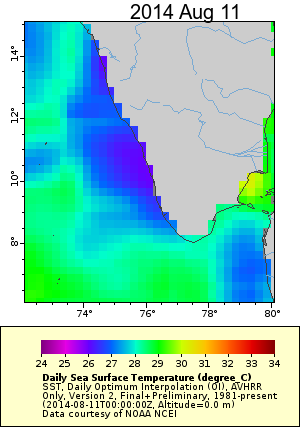 2014 Aug 11
14°
12°
10°
8°
74° 76° 78° 80°
24 25 26 27 28 29 30 31 32 33 34
Daily Sea Surface Temperature (degree_C)
SST, Daily Optimum Interpolation (OI), AVHRR
Only, Version 2, Final+Preliminary, 1981-present
(2014-08-11T00:00:00Z, Altitude=0.0 m)
Data courtesy of NOAA NCEI